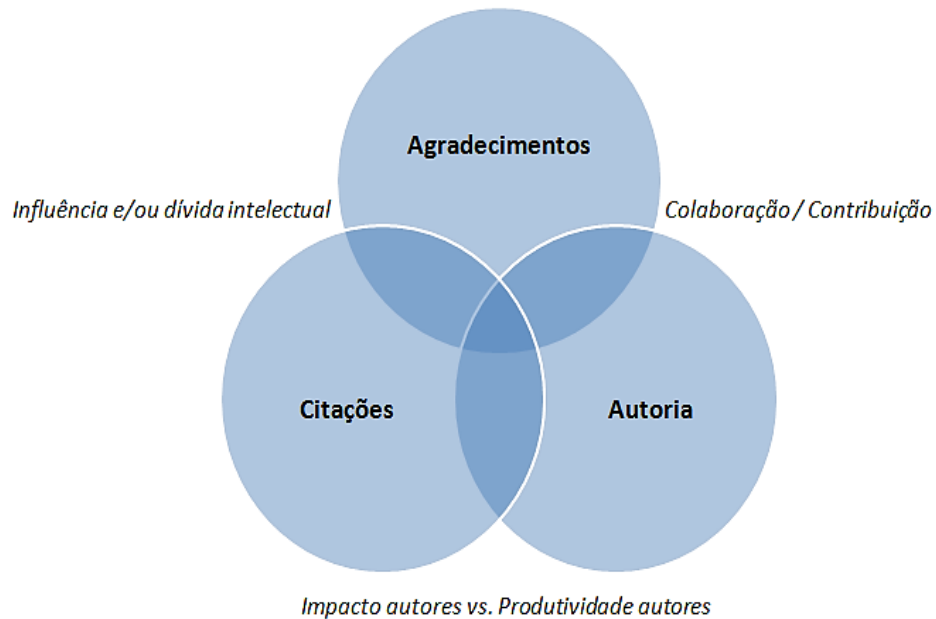 Agradecimentos
Influência e/ou dívida intelectual
Colaboração / Contribuição
Citações
Autoria
Impacto autores vs. Produtividade autores